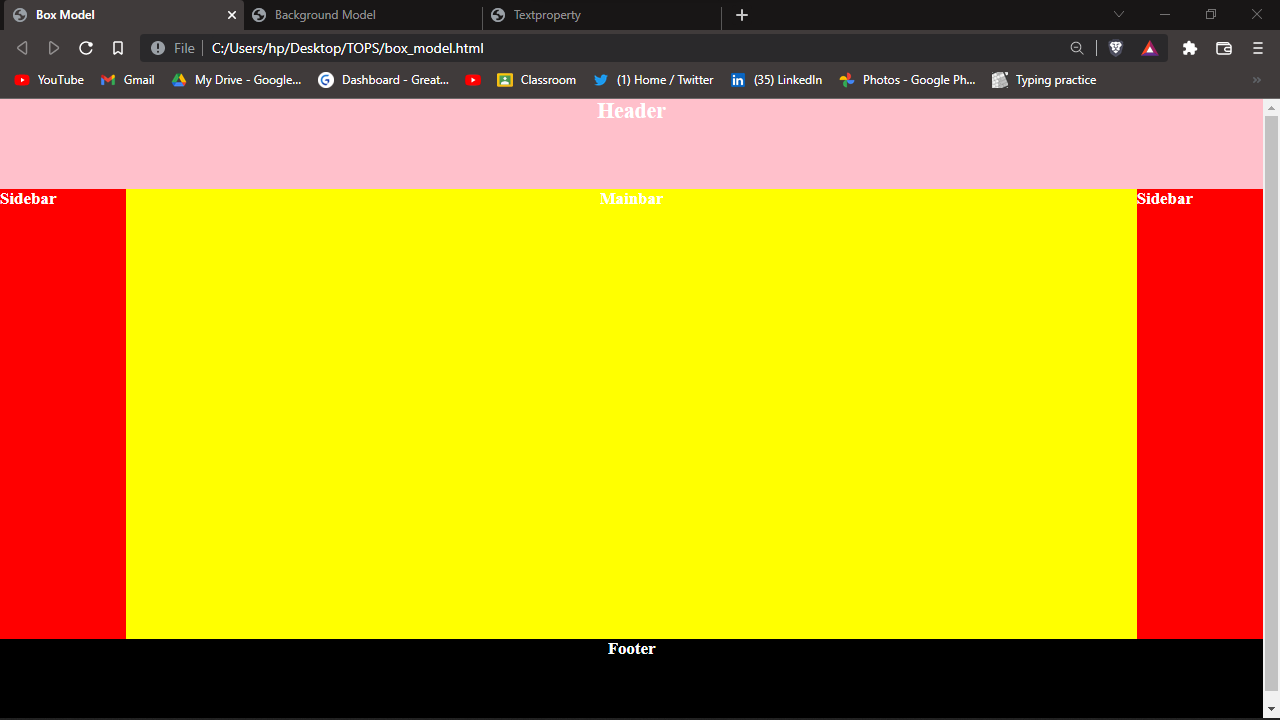 Box Model
Background Model
Textproperty
File
C:/Users/hp/Desktop/TOPS/box_model.html
YouTube
Gmail
My Drive - Google...
Dashboard - Great...
Classroom
(1) Home / Twitter
(35) LinkedIn
Photos - Google Ph...
Typing practice
Header
Sidebar
Mainbar
Sidebar
Footer